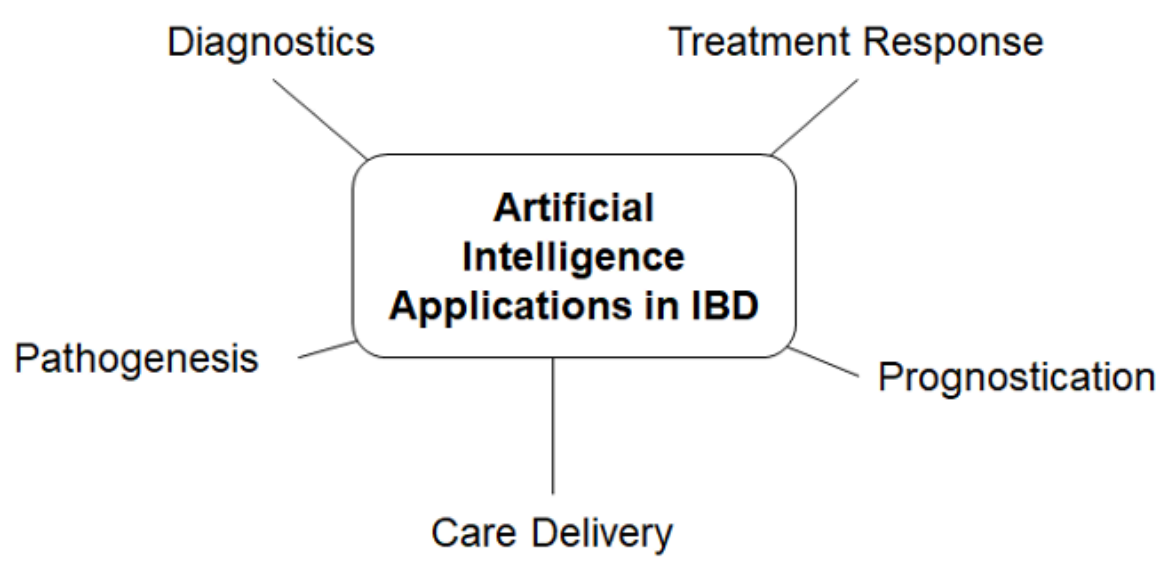 Diagnostics
Treatment Response
Artificial
Intelligence
Applications in IBD
Pathogenesis
Prognostication
Care Delivery